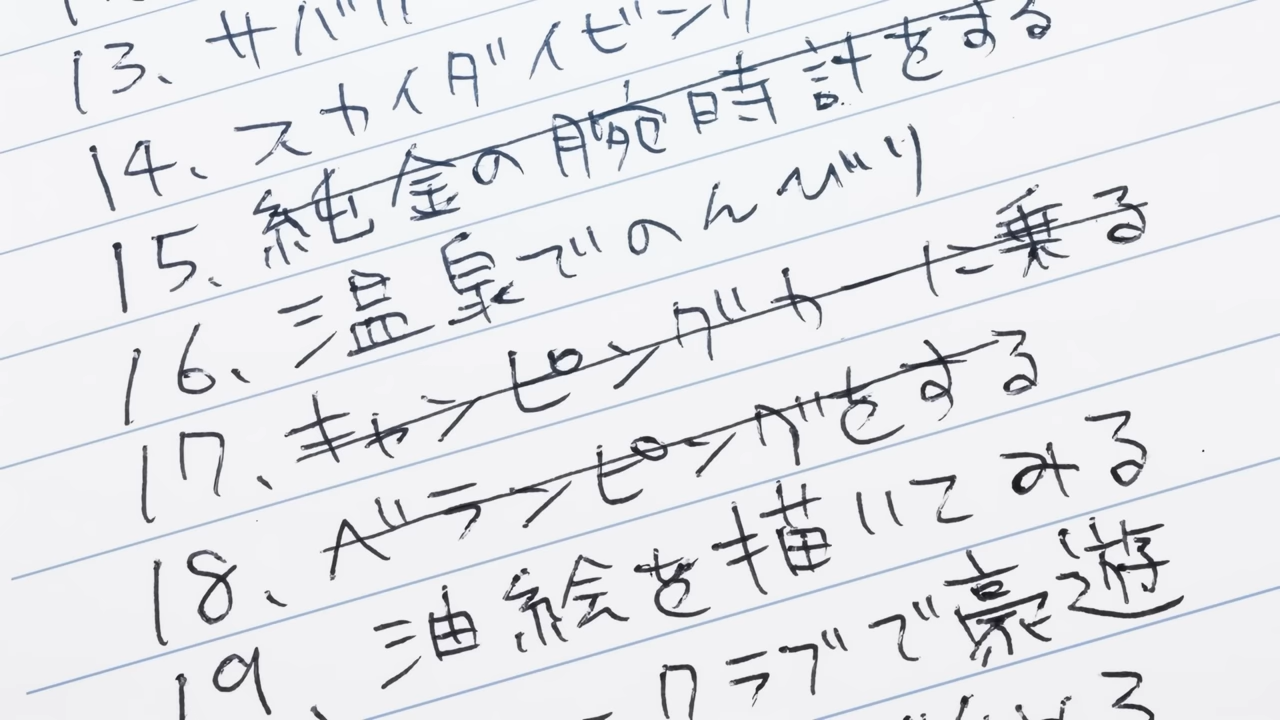 13、サバ
14、スカイダイビング
15、純金の腕時計をする
16、温泉でのんびり
17、キャンピングカーに乗る
18、ベランピングをする
19、油絵を描いてみる
クラブで豪遊
る